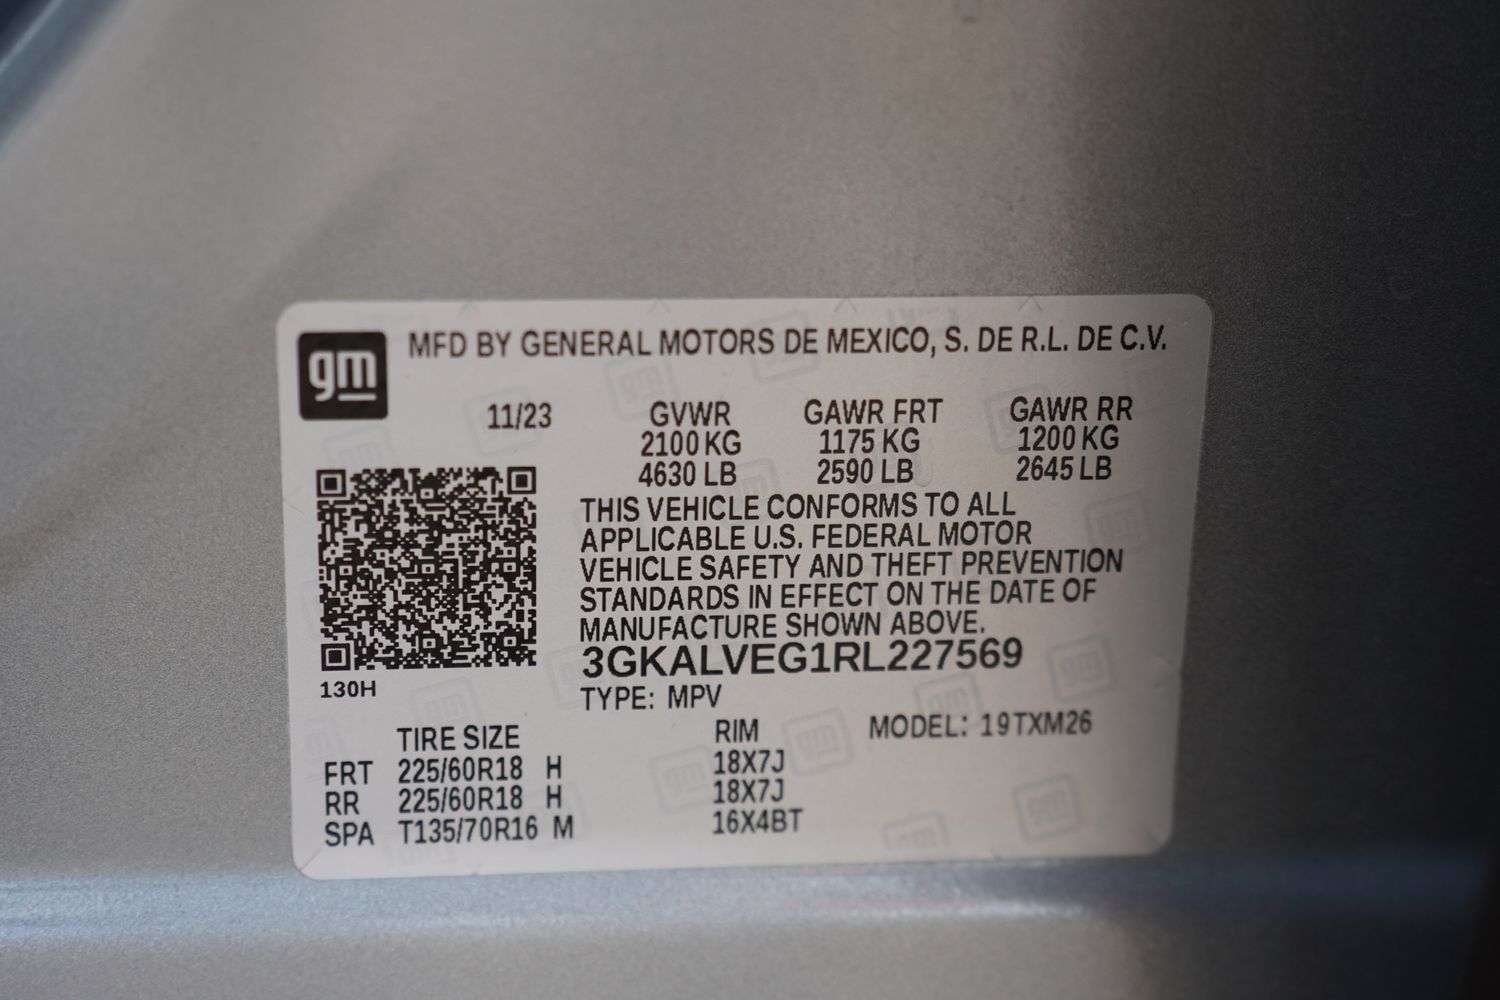 gm
MFD BY GENERAL MOTORS DE MEXICO, S. DE R.L. DE C.V.
11/23 GVWR GAWR FRT GAWR RR
2100 KG 1175 KG 1200 KG
4630 LB 2590 LB 2645 LB
THIS VEHICLE CONFORMS TO ALL
APPLICABLE U.S. FEDERAL MOTOR
VEHICLE SAFETY AND THEFT PREVENTION
STANDARDS IN EFFECT ON THE DATE OF
MANUFACTURE SHOWN ABOVE.
3GKALVEG1RL227569
130H
TYPE: MPV
TIRE SIZE RIM MODEL: 19TXM26
FRT 225/60R18 H 18X7J
RR 225/60R18 H 18X7J
SPA T135/70R16 M 16X4BT